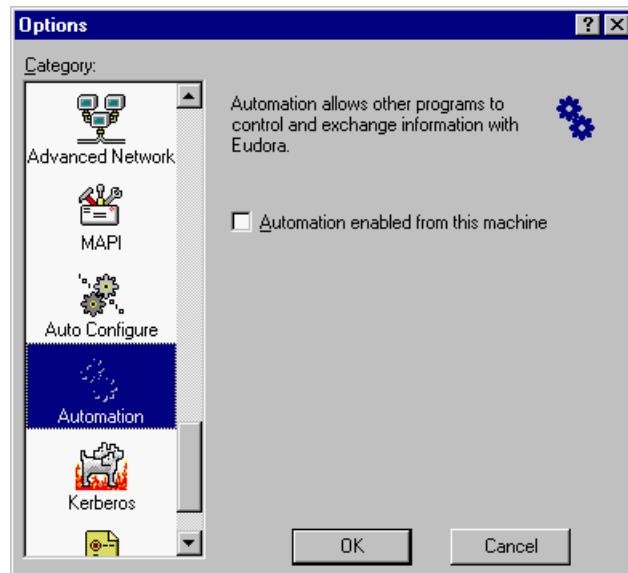 Options
Category:
Advanced Network
MAPI
Auto Configure
Automation
Kerberos
Automation allows other programs to
control and exchange information with
Eudora.
Automation enabled from this machine
OK
Cancel